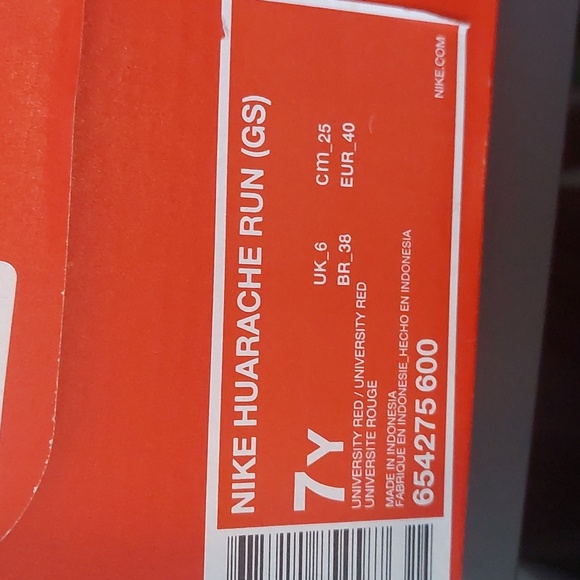 NIKE HUARACHE RUN (GS)
7Y
UK_6 cm_25
BR_38 EUR_40
UNIVERSITY RED / UNIVERSITY RED
UNIVERSITE ROUGE
MADE IN INDONESIA
FABRIQUE EN INDONESIE_HECHO EN INDONESIA
654275 600
NIKE.COM